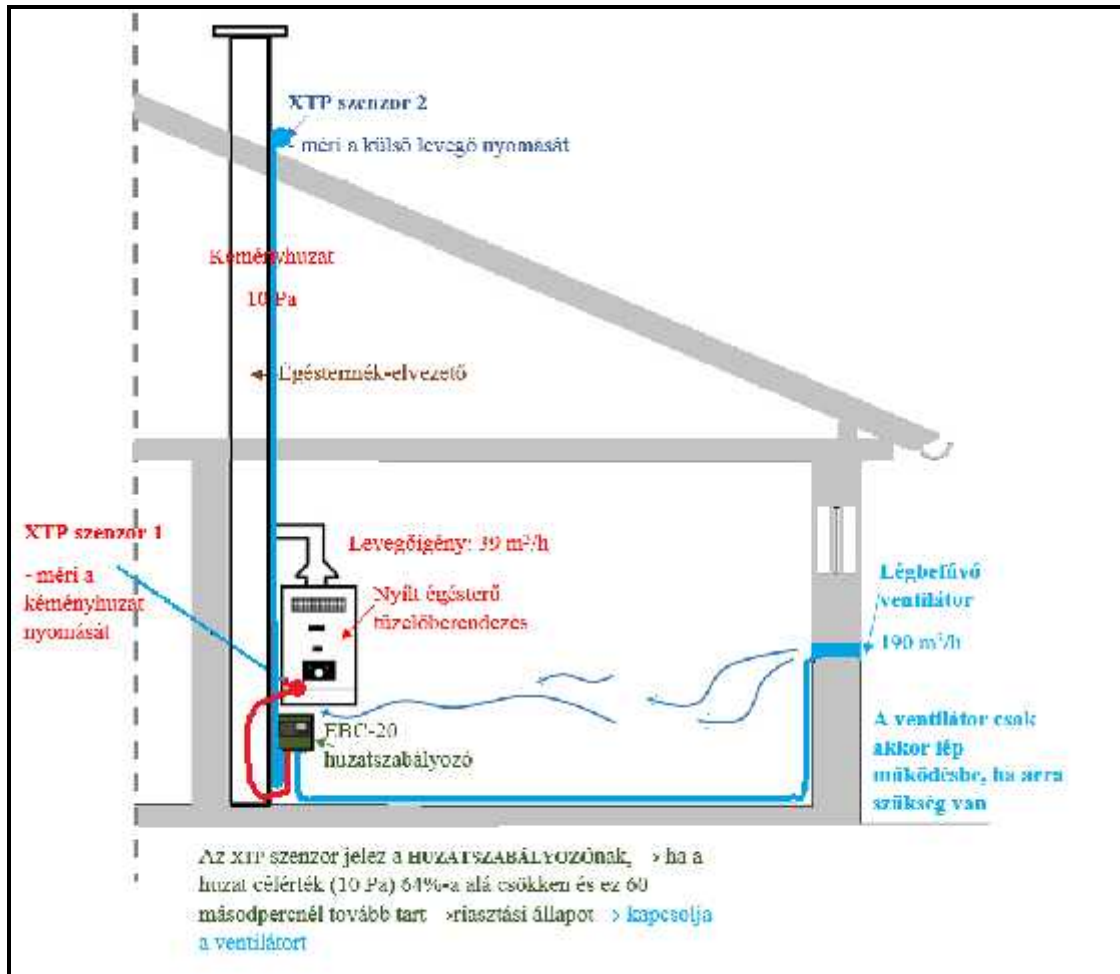 XTP szenzor 2
- méri a külső levegő nyomását
Kéményhuzat
10 Pa
Égéstermék-elvezető
XTP szenzor 1
- méri a
kéményhuzat
nyomását
Levegőigény: 39 m³/h
Nyílt égésterű
tüzelőberendezés
Légbefúvó
ventilátor
190 m³/h
EBC-20
huzatszabályozó
A ventilátor csak
akkor lép
működésbe, ha arra
szükség van
Az XTP szenzor jelez a HUZATSZABÁLYOZÓnak, → ha a
huzat célérték (10 Pa) 64%-a alá csökken és ez 60
másodpercnél tovább tart →riasztási állapot → kapcsolja
a ventilátort